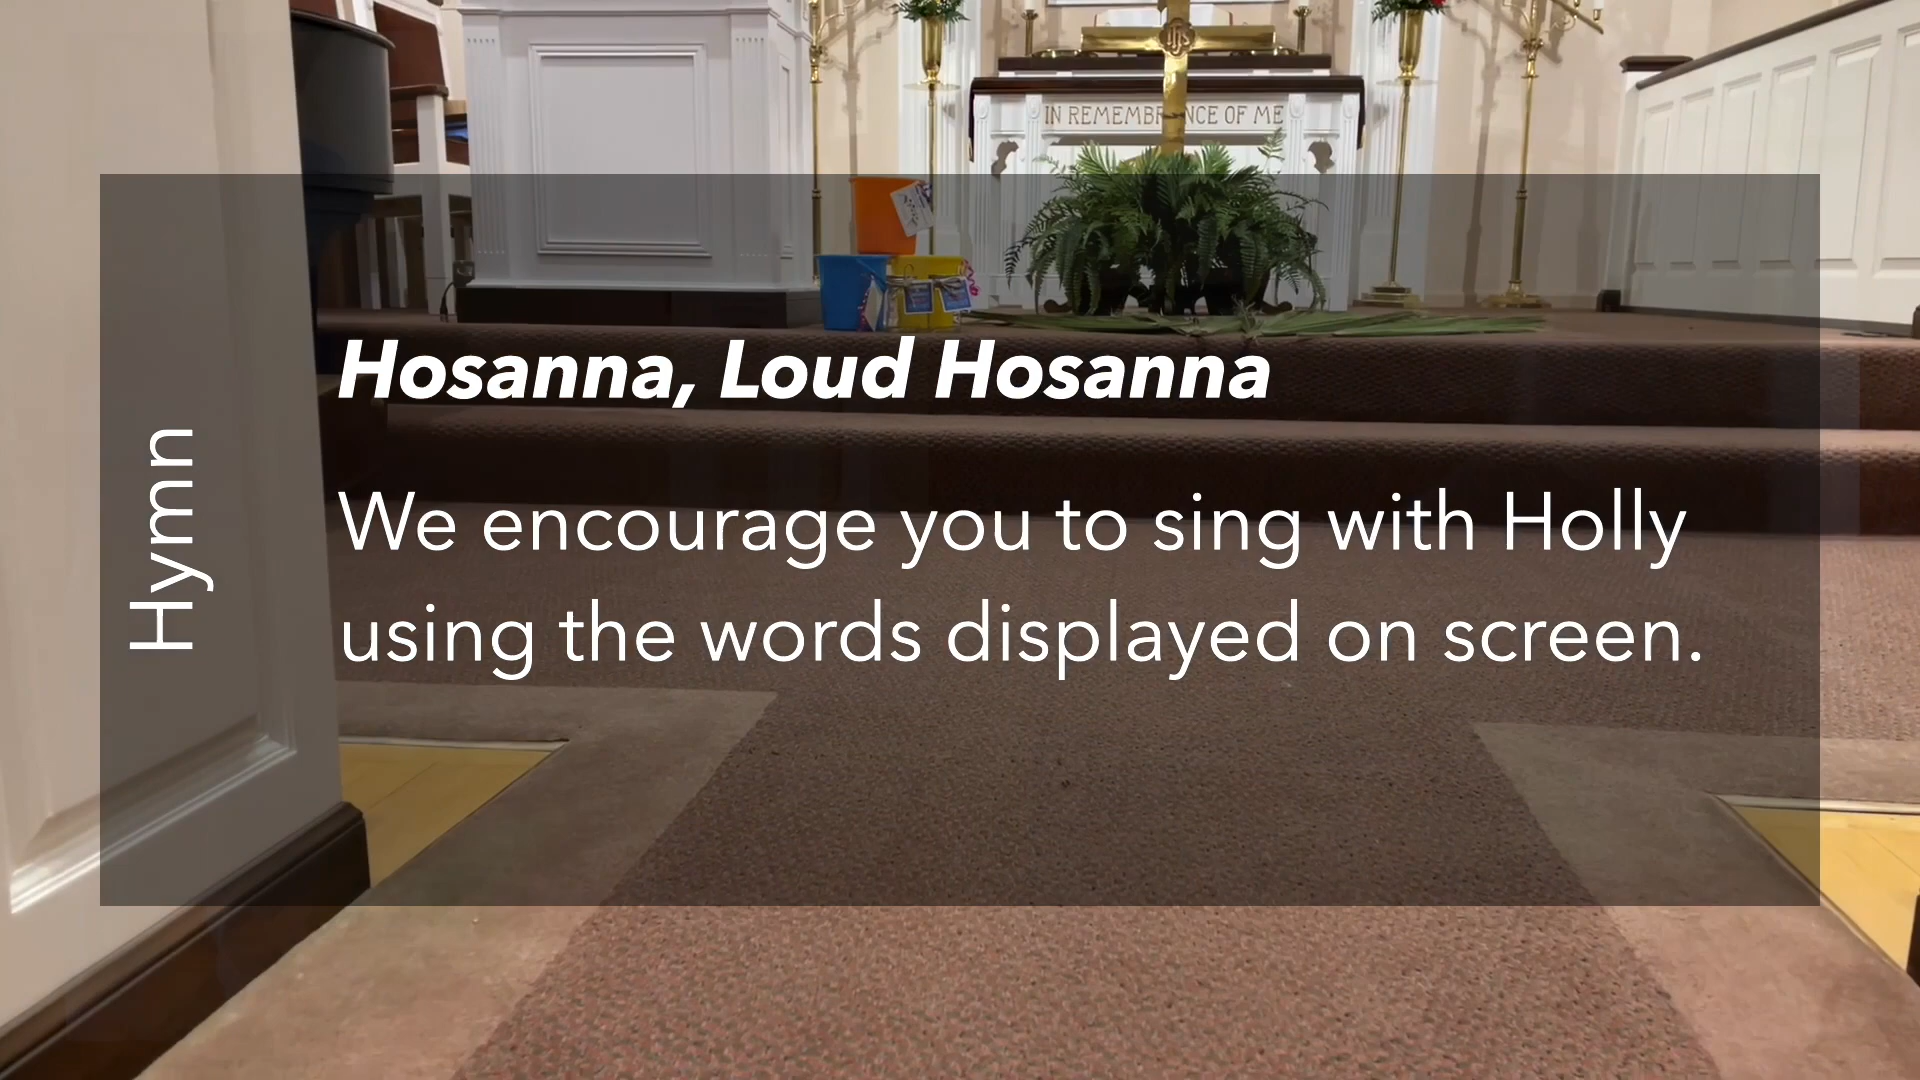 IHS
IN REMEMBR NCE OF ME
Hymn
Hosanna, Loud Hosanna
We encourage you to sing with Holly
using the words displayed on screen.